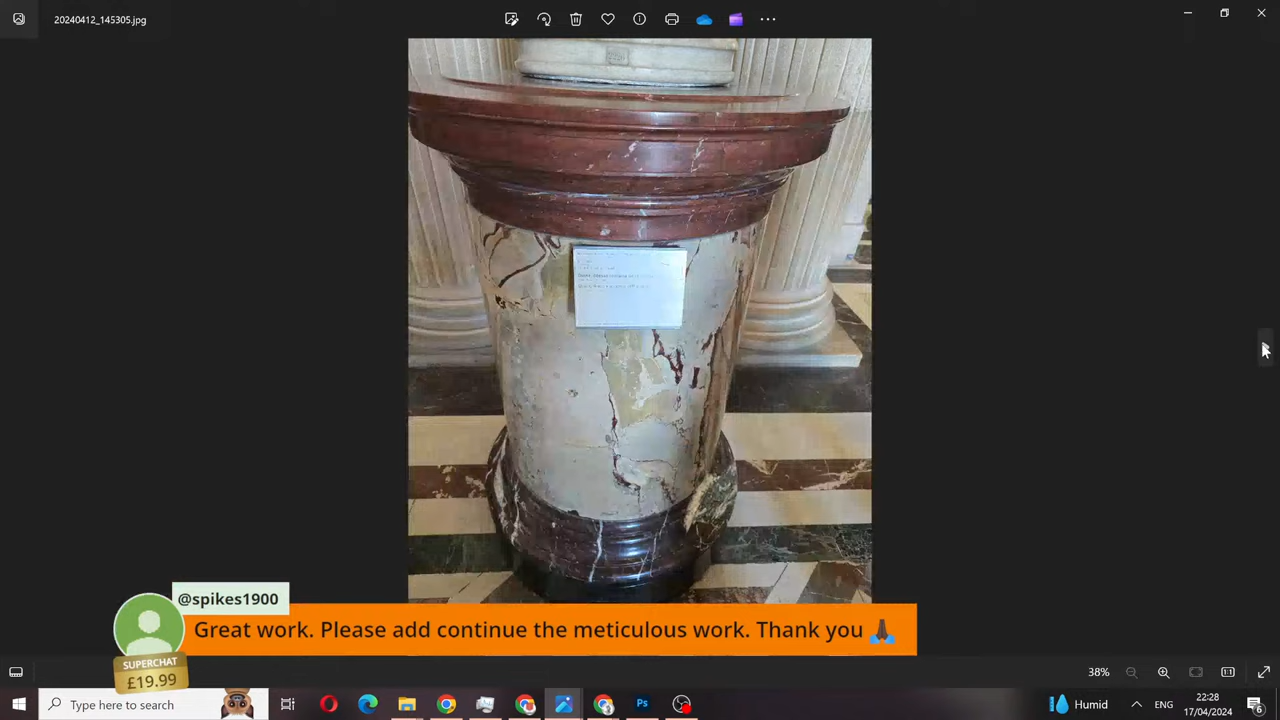 20240412_145305.jpg
@spikes1900
Great work. Please add continue the meticulous work. Thank you 🙏🏿
SUPERCHAT
£19.99
38%
Type here to search
Humid
ENG
22:28
17/04/2024
6